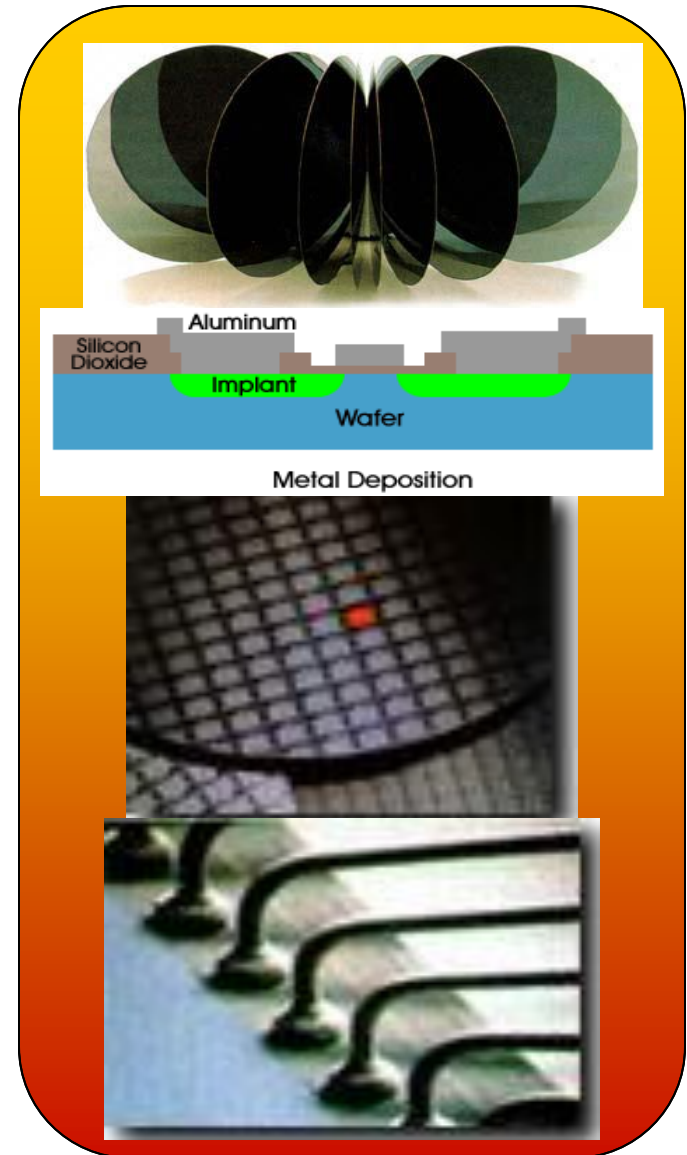 Aluminum
Silicon
Dioxide
Implant
Wafer
Metal Deposition